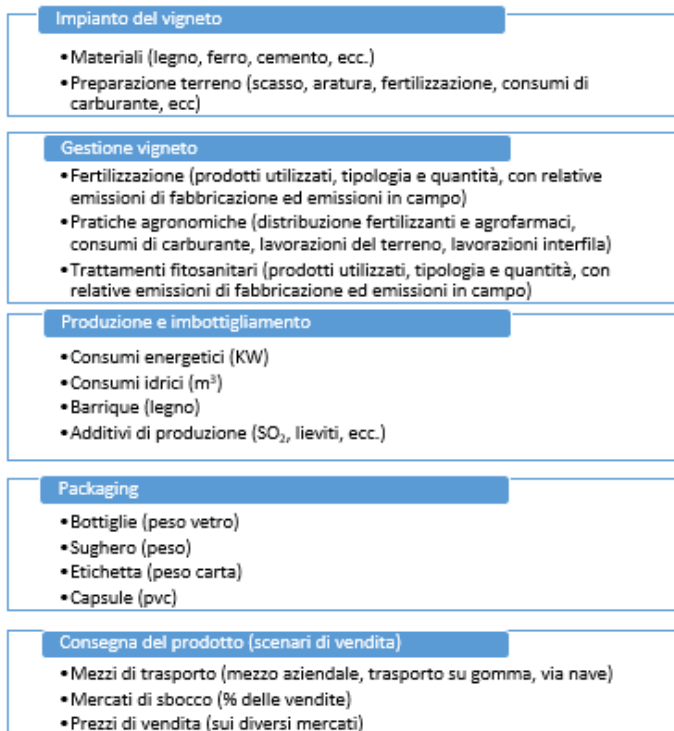 Impianto del vigneto
•Materiali (legno, ferro, cemento, ecc.)
•Preparazione terreno (scasso, aratura, fertilizzazione, consumi di
carburante, ecc)
Gestione vigneto
•Fertilizzazione (prodotti utilizzati, tipologia e quantità, con relative
emissioni di fabbricazione ed emissioni in campo)
•Pratiche agronomiche (distribuzione fertilizzanti e agrofarmaci,
consumi di carburante, lavorazioni del terreno, lavorazioni interfila)
•Trattamenti fitosanitari (prodotti utilizzati, tipologia e quantità, con
relative emissioni di fabbricazione ed emissioni in campo)
Produzione e imbottigliamento
•Consumi energetici (KW)
•Consumi idrici (m³)
•Barrique (legno)
•Additivi di produzione (SO₂, lieviti, ecc.)
Packaging
•Bottiglie (peso vetro)
•Sughero (peso)
•Etichetta (peso carta)
•Capsule (pvc)
Consegna del prodotto (scenari di vendita)
•Mezzi di trasporto (mezzo aziendale, trasporto su gomma, via nave)
•Mercati di sbocco (% delle vendite)
•Prezzi di vendita (sui diversi mercati)